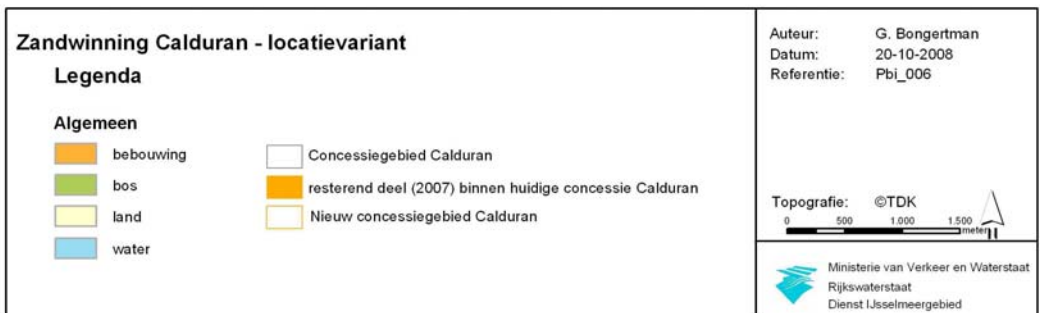 Zandwinning Calduran - locatievariant
Legenda
Algemeen
bebouwing
bos
land
water
Concessiegebied Calduran
resterend deel (2007) binnen huidige concessie Calduran
Nieuw concessiegebied Calduran
Auteur: G. Bongertman
Datum: 20-10-2008
Referentie: Pbi_006
Topografie: ©TDK
0 500 1.000 1.500
meter
N
Ministerie van Verkeer en Waterstaat
Rijkswaterstaat
Dienst IJsselmeergebied